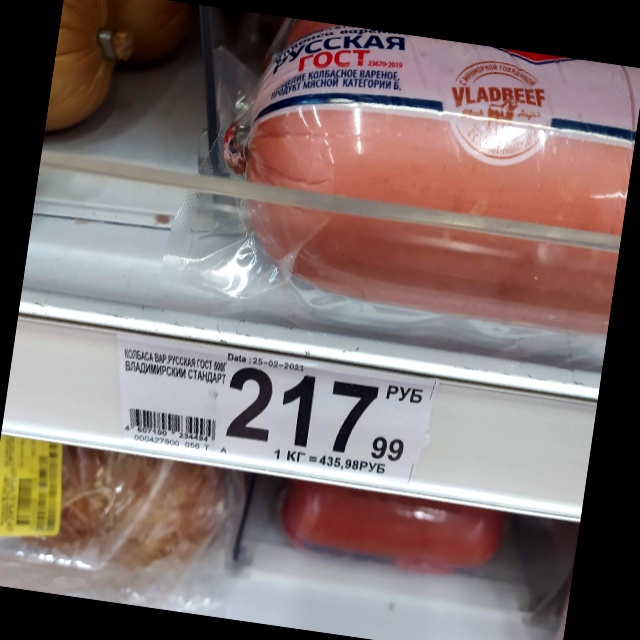 РУССКАЯ
ГОСТ 23670-2019
ИЗДЕЛИЕ КОЛБАСНОЕ ВАРЕНОЕ.
ПРОДУКТ МЯСНОЙ КАТЕГОРИИ Б.
VLADBEEF
КОЛБАСА ВАР РУССКАЯ ГОСТ 500Г
ВЛАДИМИРСКИЙ СТАНДАРТ
Data :25-02-2021
217 99
РУБ
1 КГ = 435,98РУБ